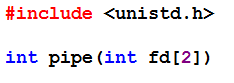 #include <unistd.h>
int pipe(int fd[2])